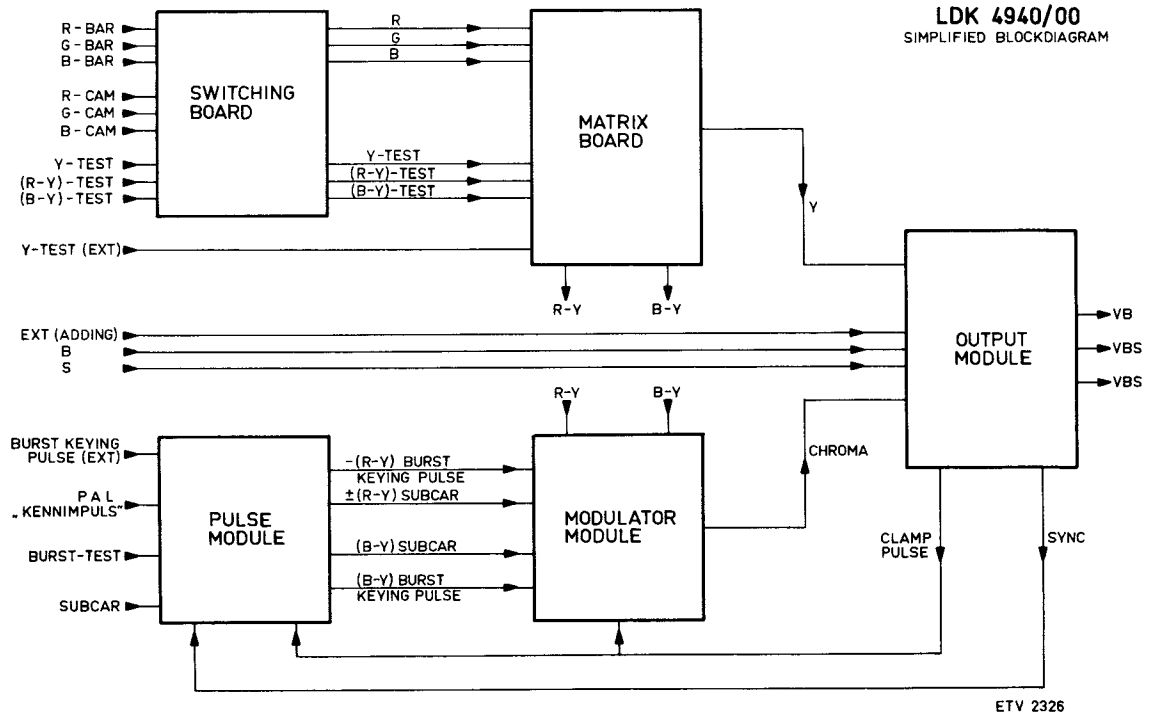 LDK 4940/00
SIMPLIFIED BLOCKDIAGRAM
R-BAR
G-BAR
B-BAR
R-CAM
G-CAM
B-CAM
Y-TEST
(R-Y)-TEST
(B-Y)-TEST
SWITCHING
BOARD
R
G
B
Y-TEST
(R-Y)-TEST
(B-Y)-TEST
MATRIX
BOARD
Y
Y-TEST (EXT)
R-Y
B-Y
EXT (ADDING)
B
S
OUTPUT
MODULE
VB
VBS
VBS
R-Y
B-Y
BURST KEYING
PULSE (EXT)
PAL
„KENNIMPULS"
BURST-TEST
SUBCAR
PULSE
MODULE
-(R-Y) BURST
KEYING PULSE
±(R-Y) SUBCAR
(B-Y) SUBCAR
(B-Y) BURST
KEYING PULSE
MODULATOR
MODULE
CHROMA
CLAMP
PULSE
SYNC
ETV 2326